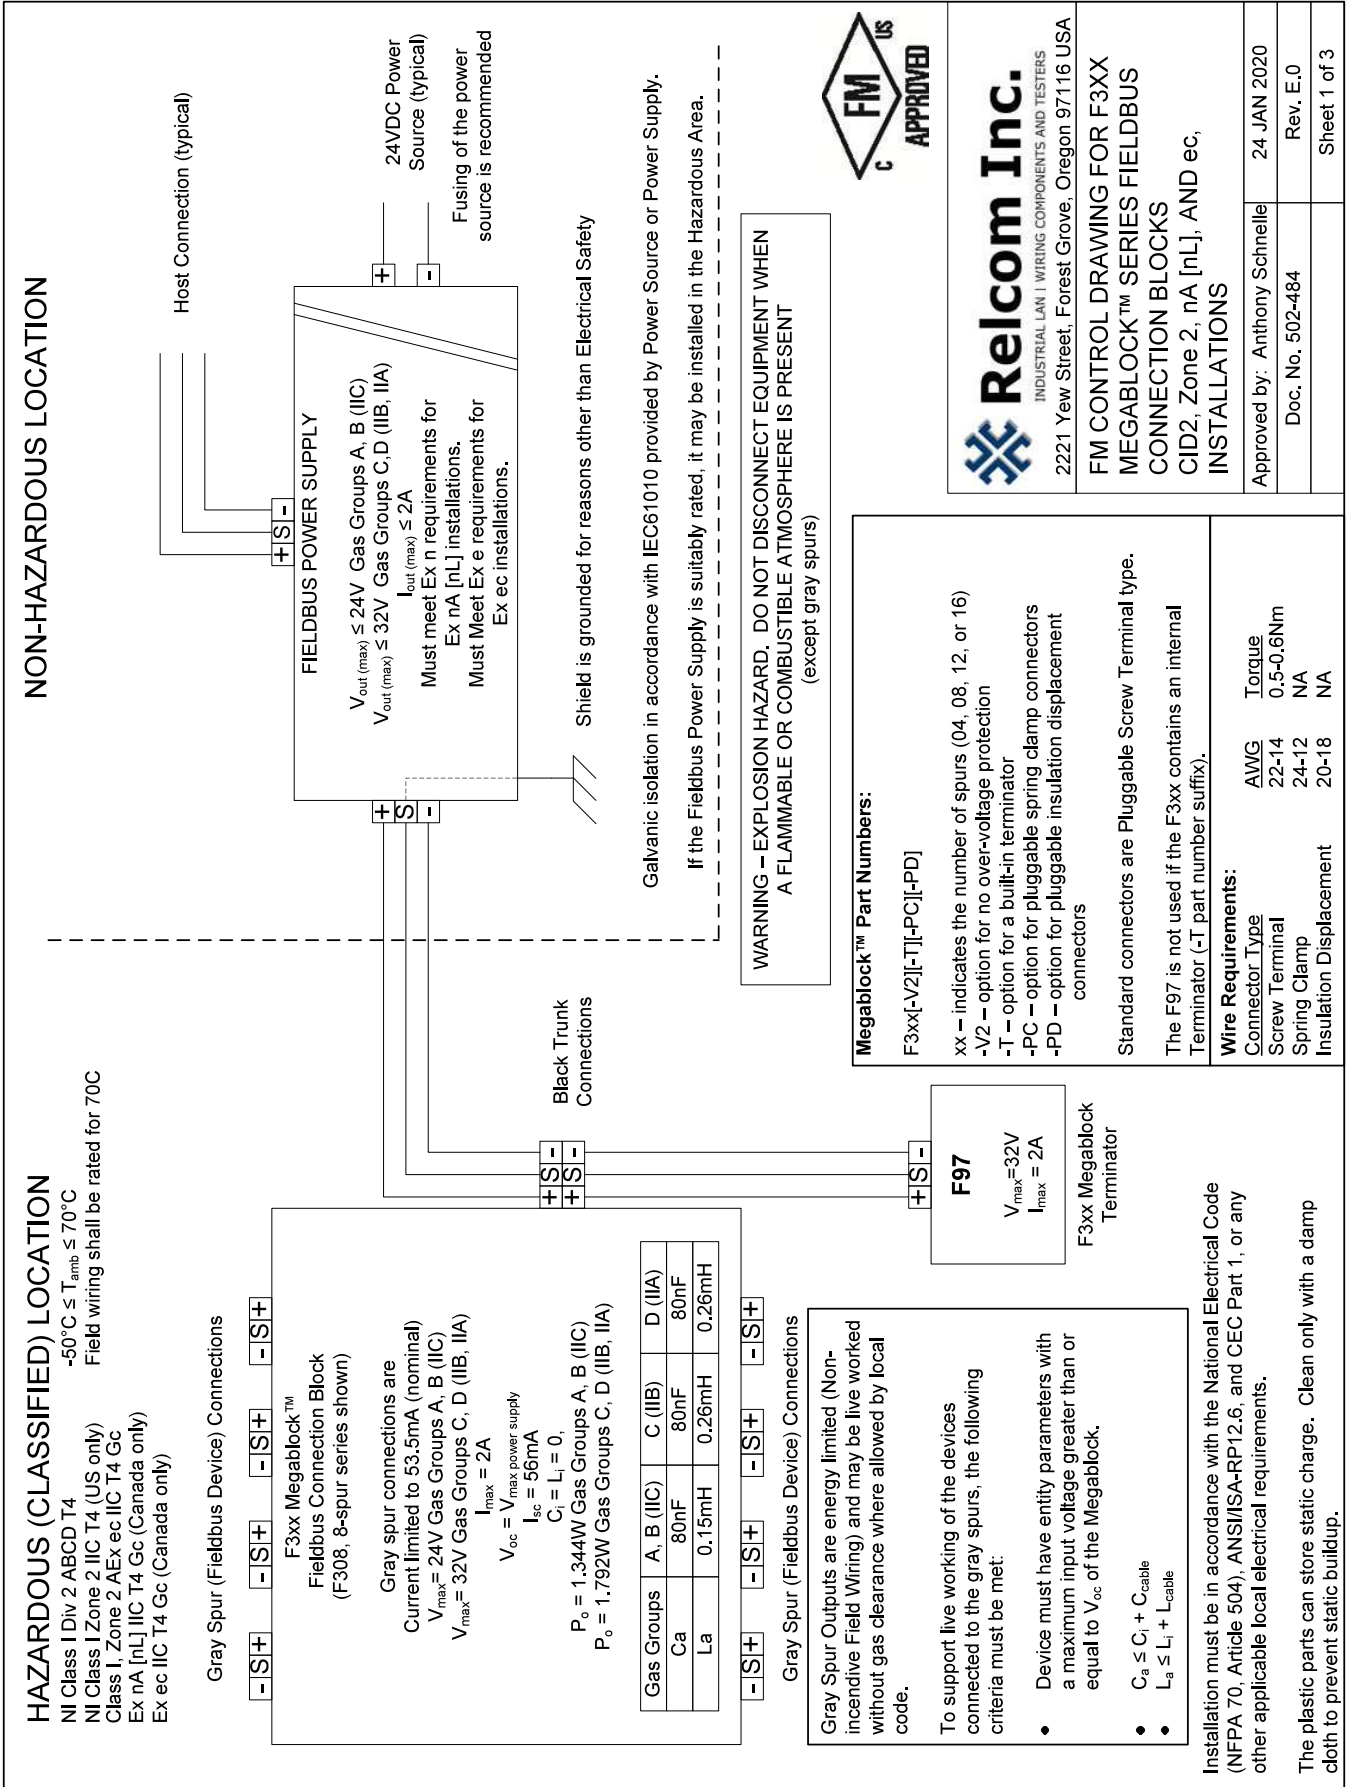 HAZARDOUS (CLASSIFIED) LOCATION
NI Class I Div 2 ABCD T4
NI Class I Zone 2 IIC T4 (US only)
Class I, Zone 2 AEx ec IIC T4 Gc
Ex nA [nL] IIC T4 Gc (Canada only)
Ex ec IIC T4 Gc (Canada only)
-50°C ≤ Tamb ≤ 70°C
Field wiring shall be rated for 70C
NON-HAZARDOUS LOCATION
Gray Spur (Fieldbus Device) Connections
- S +
- S +
- S +
- S +
F3xx Megablock™
Fieldbus Connection Block
(F308, 8-spur series shown)
Gray spur connections are
Current limited to 53.5mA (nominal)
Vmax= 24V Gas Groups A, B (IIC)
Vmax= 32V Gas Groups C, D (IIB, IIA)
Imax = 2A
Voc = Vmax power supply
Isc = 56mA
Ci = Li = 0,
Po = 1.344W Gas Groups A, B (IIC)
Po = 1.792W Gas Groups C, D (IIB, IIA)
Gas Groups A, B (IIC) C (IIB) D (IIA)
Ca 80nF 80nF 80nF
La 0.15mH 0.26mH 0.26mH
- S +
- S +
- S +
- S +
Gray Spur (Fieldbus Device) Connections
+ S -
+ S -
Black Trunk
Connections
Host Connection (typical)
+ S -
FIELDBUS POWER SUPPLY
Vout (max) ≤ 24V Gas Groups A, B (IIC)
Vout (max) ≤ 32V Gas Groups C,D (IIB, IIA)
Iout (max) ≤ 2A
Must meet Ex n requirements for
Ex nA [nL] installations.
Must Meet Ex e requirements for
Ex ec installations.
+
S
-
+
-
24VDC Power
Source (typical)
Fusing of the power
source is recommended
Shield is grounded for reasons other than Electrical Safety
Galvanic isolation in accordance with IEC61010 provided by Power Source or Power Supply.
If the Fieldbus Power Supply is suitably rated, it may be installed in the Hazardous Area.
WARNING – EXPLOSION HAZARD. DO NOT DISCONNECT EQUIPMENT WHEN
A FLAMMABLE OR COMBUSTIBLE ATMOSPHERE IS PRESENT
(except gray spurs)
Gray Spur Outputs are energy limited (Non-
incendive Field Wiring) and may be live worked
without gas clearance where allowed by local
code.
To support live working of the devices
connected to the gray spurs, the following
criteria must be met:
• Device must have entity parameters with
a maximum input voltage greater than or
equal to Voc of the Megablock.
• Ca ≤ Ci + Ccable
• La ≤ Li + Lcable
+ S -
F97
Vmax=32V
Imax = 2A
F3xx Megablock
Terminator
Installation must be in accordance with the National Electrical Code
(NFPA 70, Article 504), ANSI/ISA-RP12.6, and CEC Part 1, or any
other applicable local electrical requirements.
The plastic parts can store static charge. Clean only with a damp
cloth to prevent static buildup.
Megablock™ Part Numbers:
F3xx[-V2][-T][-PC][-PD]
xx – indicates the number of spurs (04, 08, 12, or 16)
-V2 – option for no over-voltage protection
-T – option for a built-in terminator
-PC – option for pluggable spring clamp connectors
-PD – option for pluggable insulation displacement
connectors
Standard connectors are Pluggable Screw Terminal type.
The F97 is not used if the F3xx contains an internal
Terminator (-T part number suffix).
Wire Requirements:
Connector Type AWG Torque
Screw Terminal 22-14 0.5-0.6Nm
Spring Clamp 24-12 NA
Insulation Displacement 20-18 NA
C FM US
APPROVED
Relcom Inc.
INDUSTRIAL LAN | WIRING COMPONENTS AND TESTERS
2221 Yew Street, Forest Grove, Oregon 97116 USA
FM CONTROL DRAWING FOR F3XX
MEGABLOCK™ SERIES FIELDBUS
CONNECTION BLOCKS
CID2, Zone 2, nA [nL], AND ec,
INSTALLATIONS
Approved by: Anthony Schnelle 24 JAN 2020
Doc. No. 502-484 Rev. E.0
Sheet 1 of 3